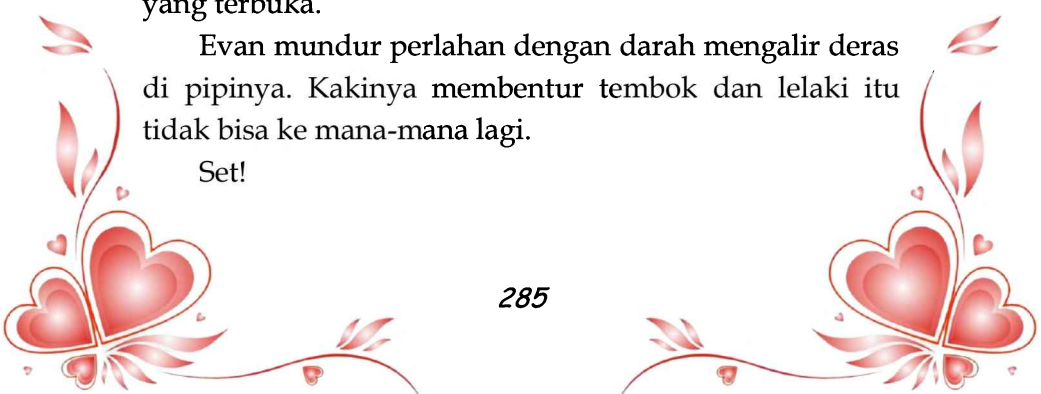 yang terbuka.
Evan mundur perlahan dengan darah mengalir deras
di pipinya. Kakinya membentur tembok dan lelaki itu
tidak bisa ke mana-mana lagi.
Set!
285